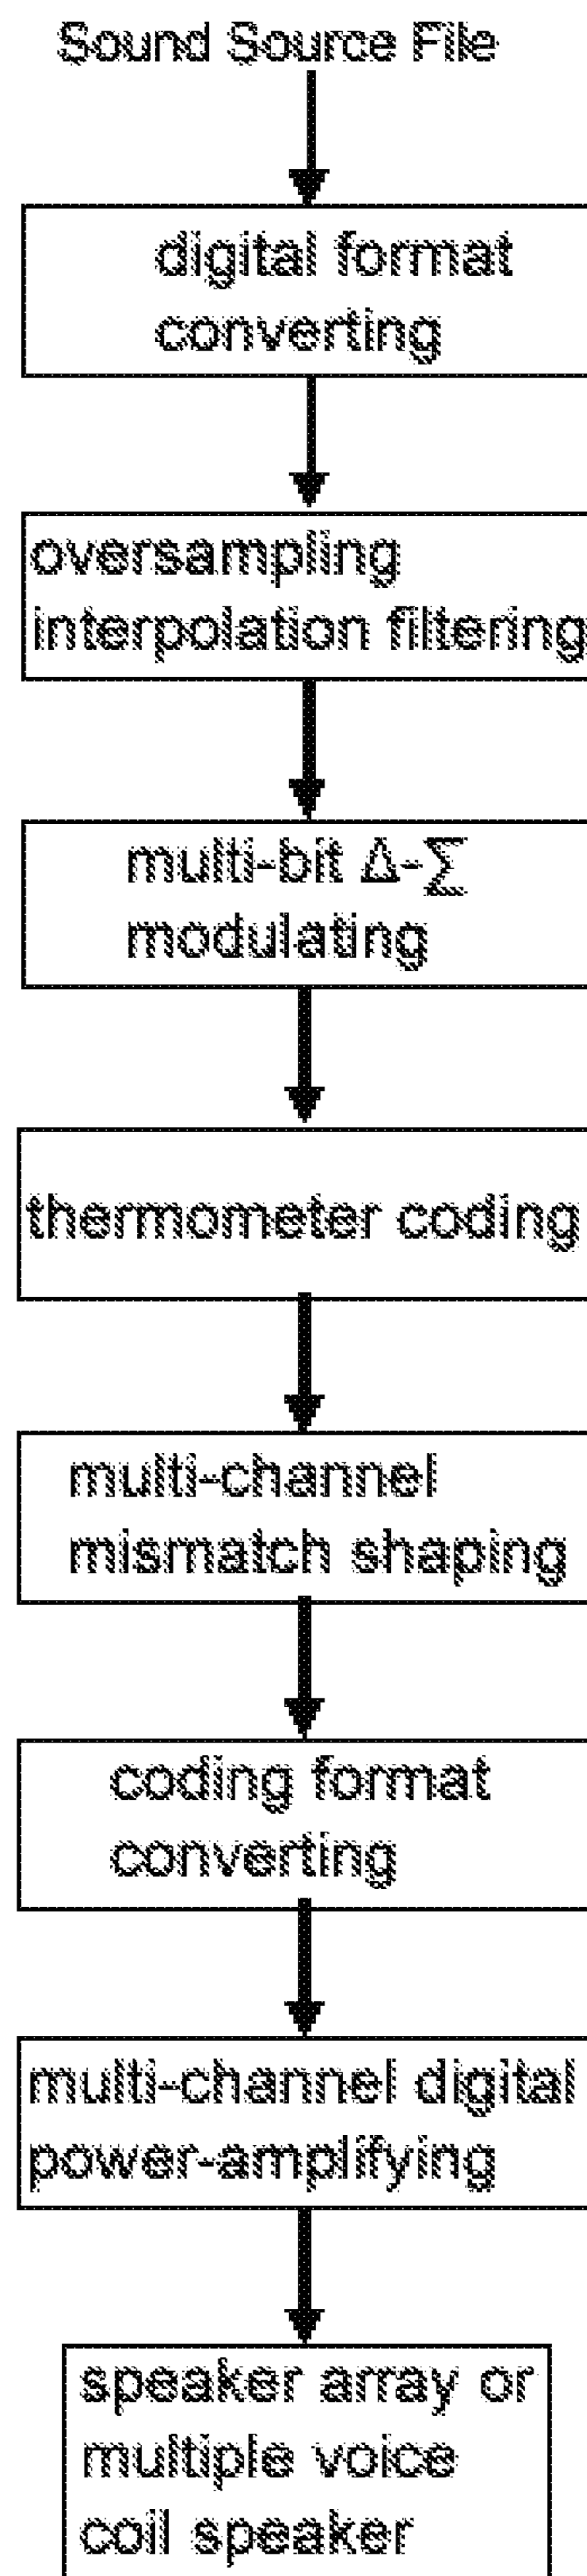 Sound Source File
digital format
converting
oversampling
interpolation filtering
multi-bit Δ-∑
modulating
thermometer coding
multi-channel
mismatch shaping
coding format
converting
multi-channel digital
power-amplifying
speaker array or
multiple voice
coil speaker